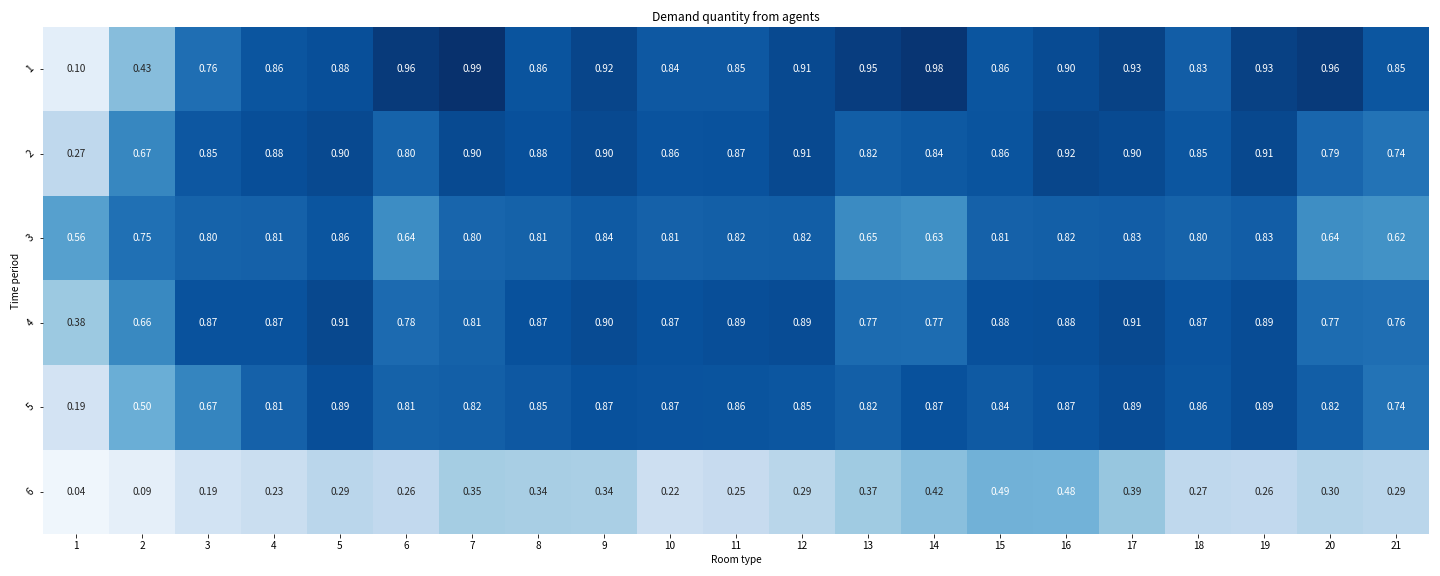 Demand quantity from agents
1 0.10 0.43 0.76 0.86 0.88 0.96 0.99 0.86 0.92 0.84 0.85 0.91 0.95 0.98 0.86 0.90 0.93 0.83 0.93 0.96 0.85
2 0.27 0.67 0.85 0.88 0.90 0.80 0.90 0.88 0.90 0.86 0.87 0.91 0.82 0.84 0.86 0.92 0.90 0.85 0.91 0.79 0.74
3 0.56 0.75 0.80 0.81 0.86 0.64 0.80 0.81 0.84 0.81 0.82 0.82 0.65 0.63 0.81 0.82 0.83 0.80 0.83 0.64 0.62
Time period
4 0.38 0.66 0.87 0.87 0.91 0.78 0.81 0.87 0.90 0.87 0.89 0.89 0.77 0.77 0.88 0.88 0.91 0.87 0.89 0.77 0.76
5 0.19 0.50 0.67 0.81 0.89 0.81 0.82 0.85 0.87 0.87 0.86 0.85 0.82 0.87 0.84 0.87 0.89 0.86 0.89 0.82 0.74
6 0.04 0.09 0.19 0.23 0.29 0.26 0.35 0.34 0.34 0.22 0.25 0.29 0.37 0.42 0.49 0.48 0.39 0.27 0.26 0.30 0.29
1 2 3 4 5 6 7 8 9 10 11 12 13 14 15 16 17 18 19 20 21
Room type